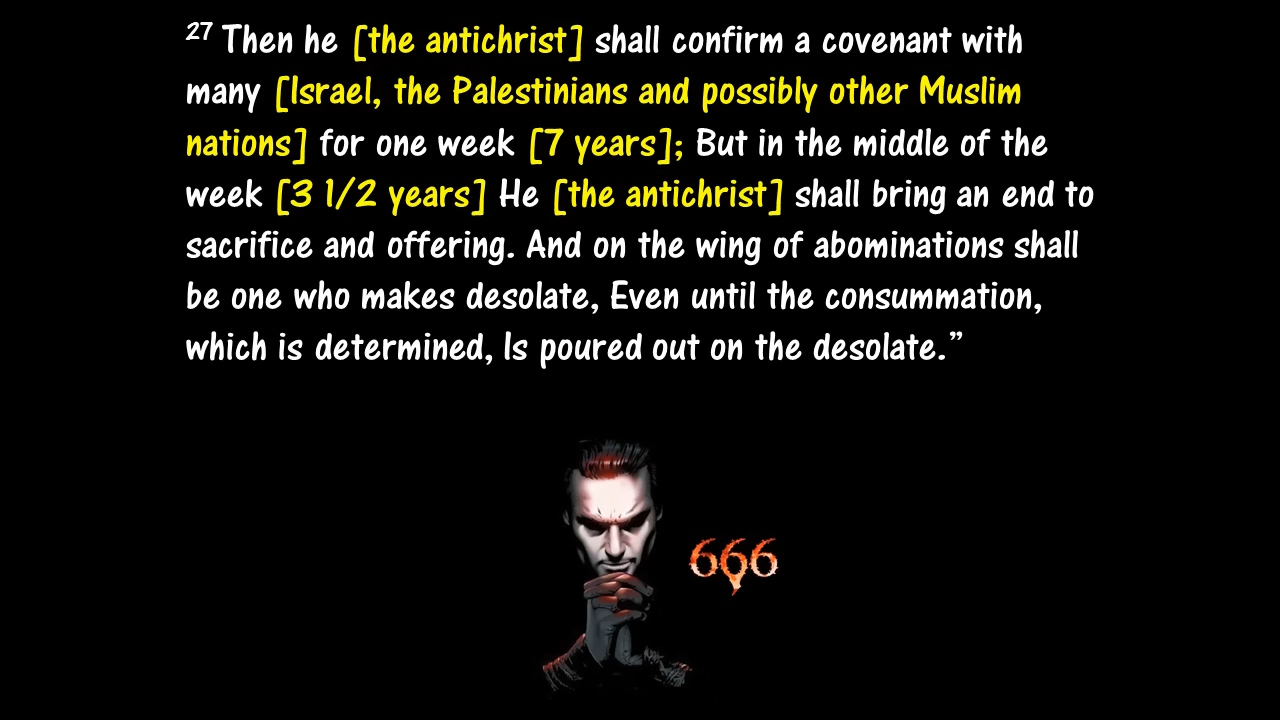 27 Then he [the antichrist] shall confirm a covenant with
many [Israel, the Palestinians and possibly other Muslim
nations] for one week [7 years]; But in the middle of the
week [3 1/2 years] He [the antichrist] shall bring an end to
sacrifice and offering. And on the wing of abominations shall
be one who makes desolate, Even until the consummation,
which is determined, Is poured out on the desolate.”
666